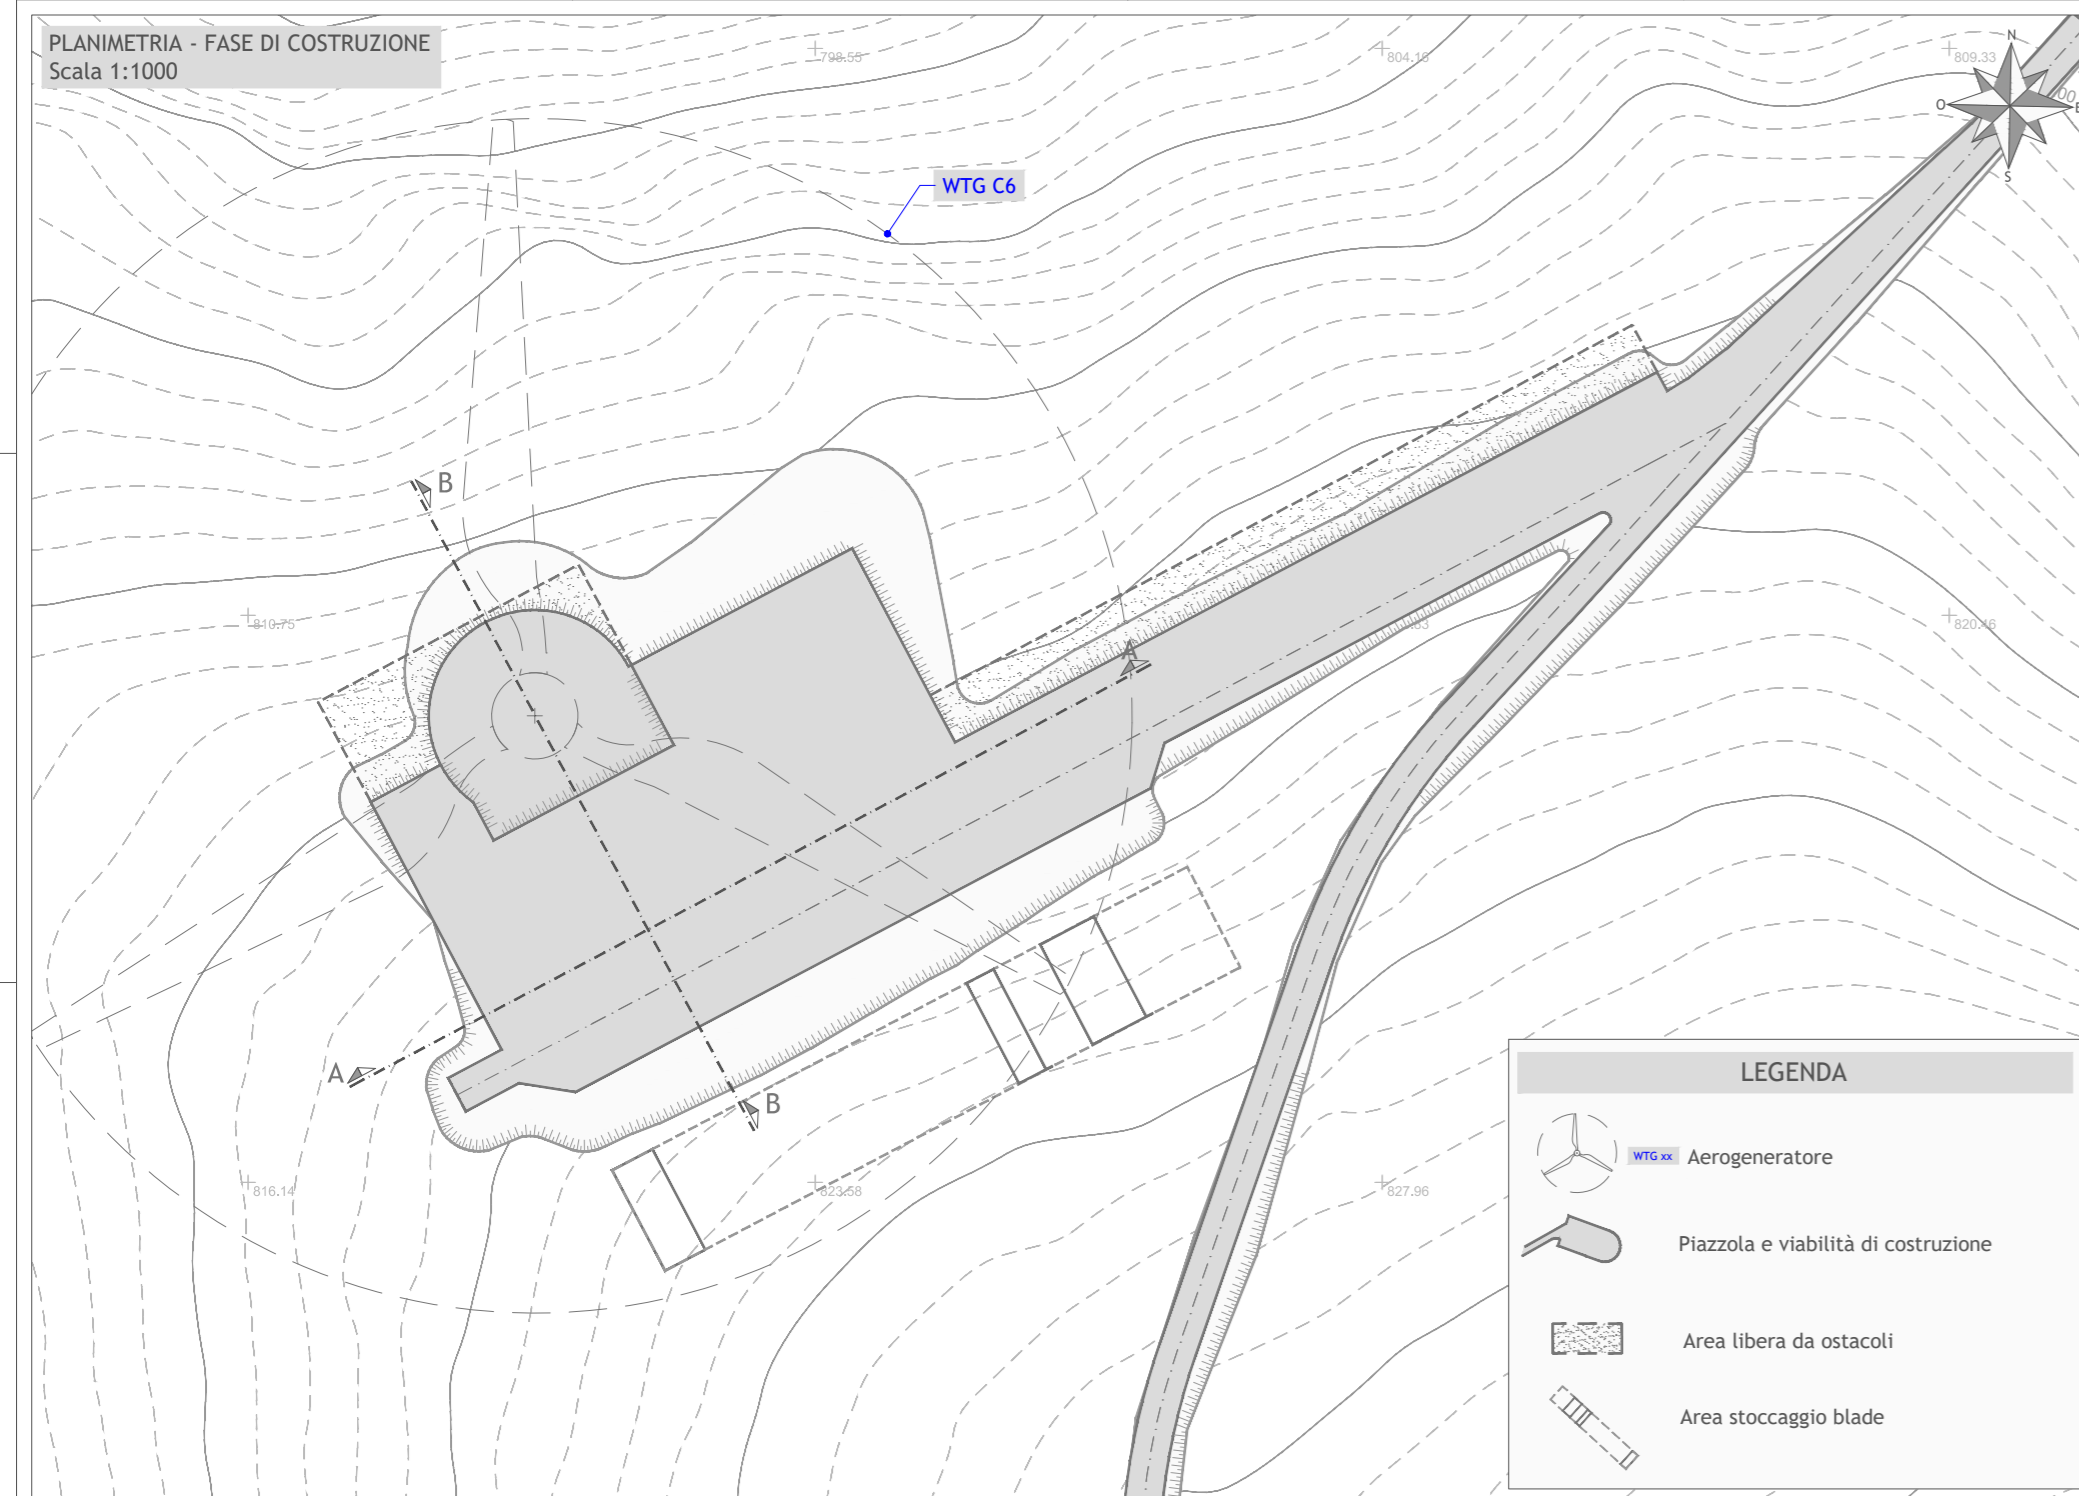 PLANIMETRIA - FASE DI COSTRUZIONE
Scala 1:1000
798.55
804.16
809.33
N
O
E
S
00
WTG C6
B
810.75
820.46
A
A
B
816.14
823.58
827.96
LEGENDA
WTG xx Aerogeneratore
Piazzola e viabilità di costruzione
Area libera da ostacoli
Area stoccaggio blade